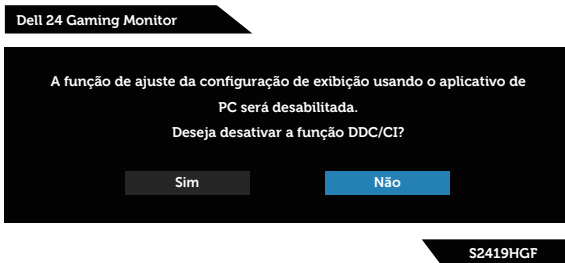 Dell 24 Gaming Monitor
A função de ajuste da configuração de exibição usando o aplicativo de
PC será desabilitada.
Deseja desativar a função DDC/CI?
Sim
Não
S2419HGF